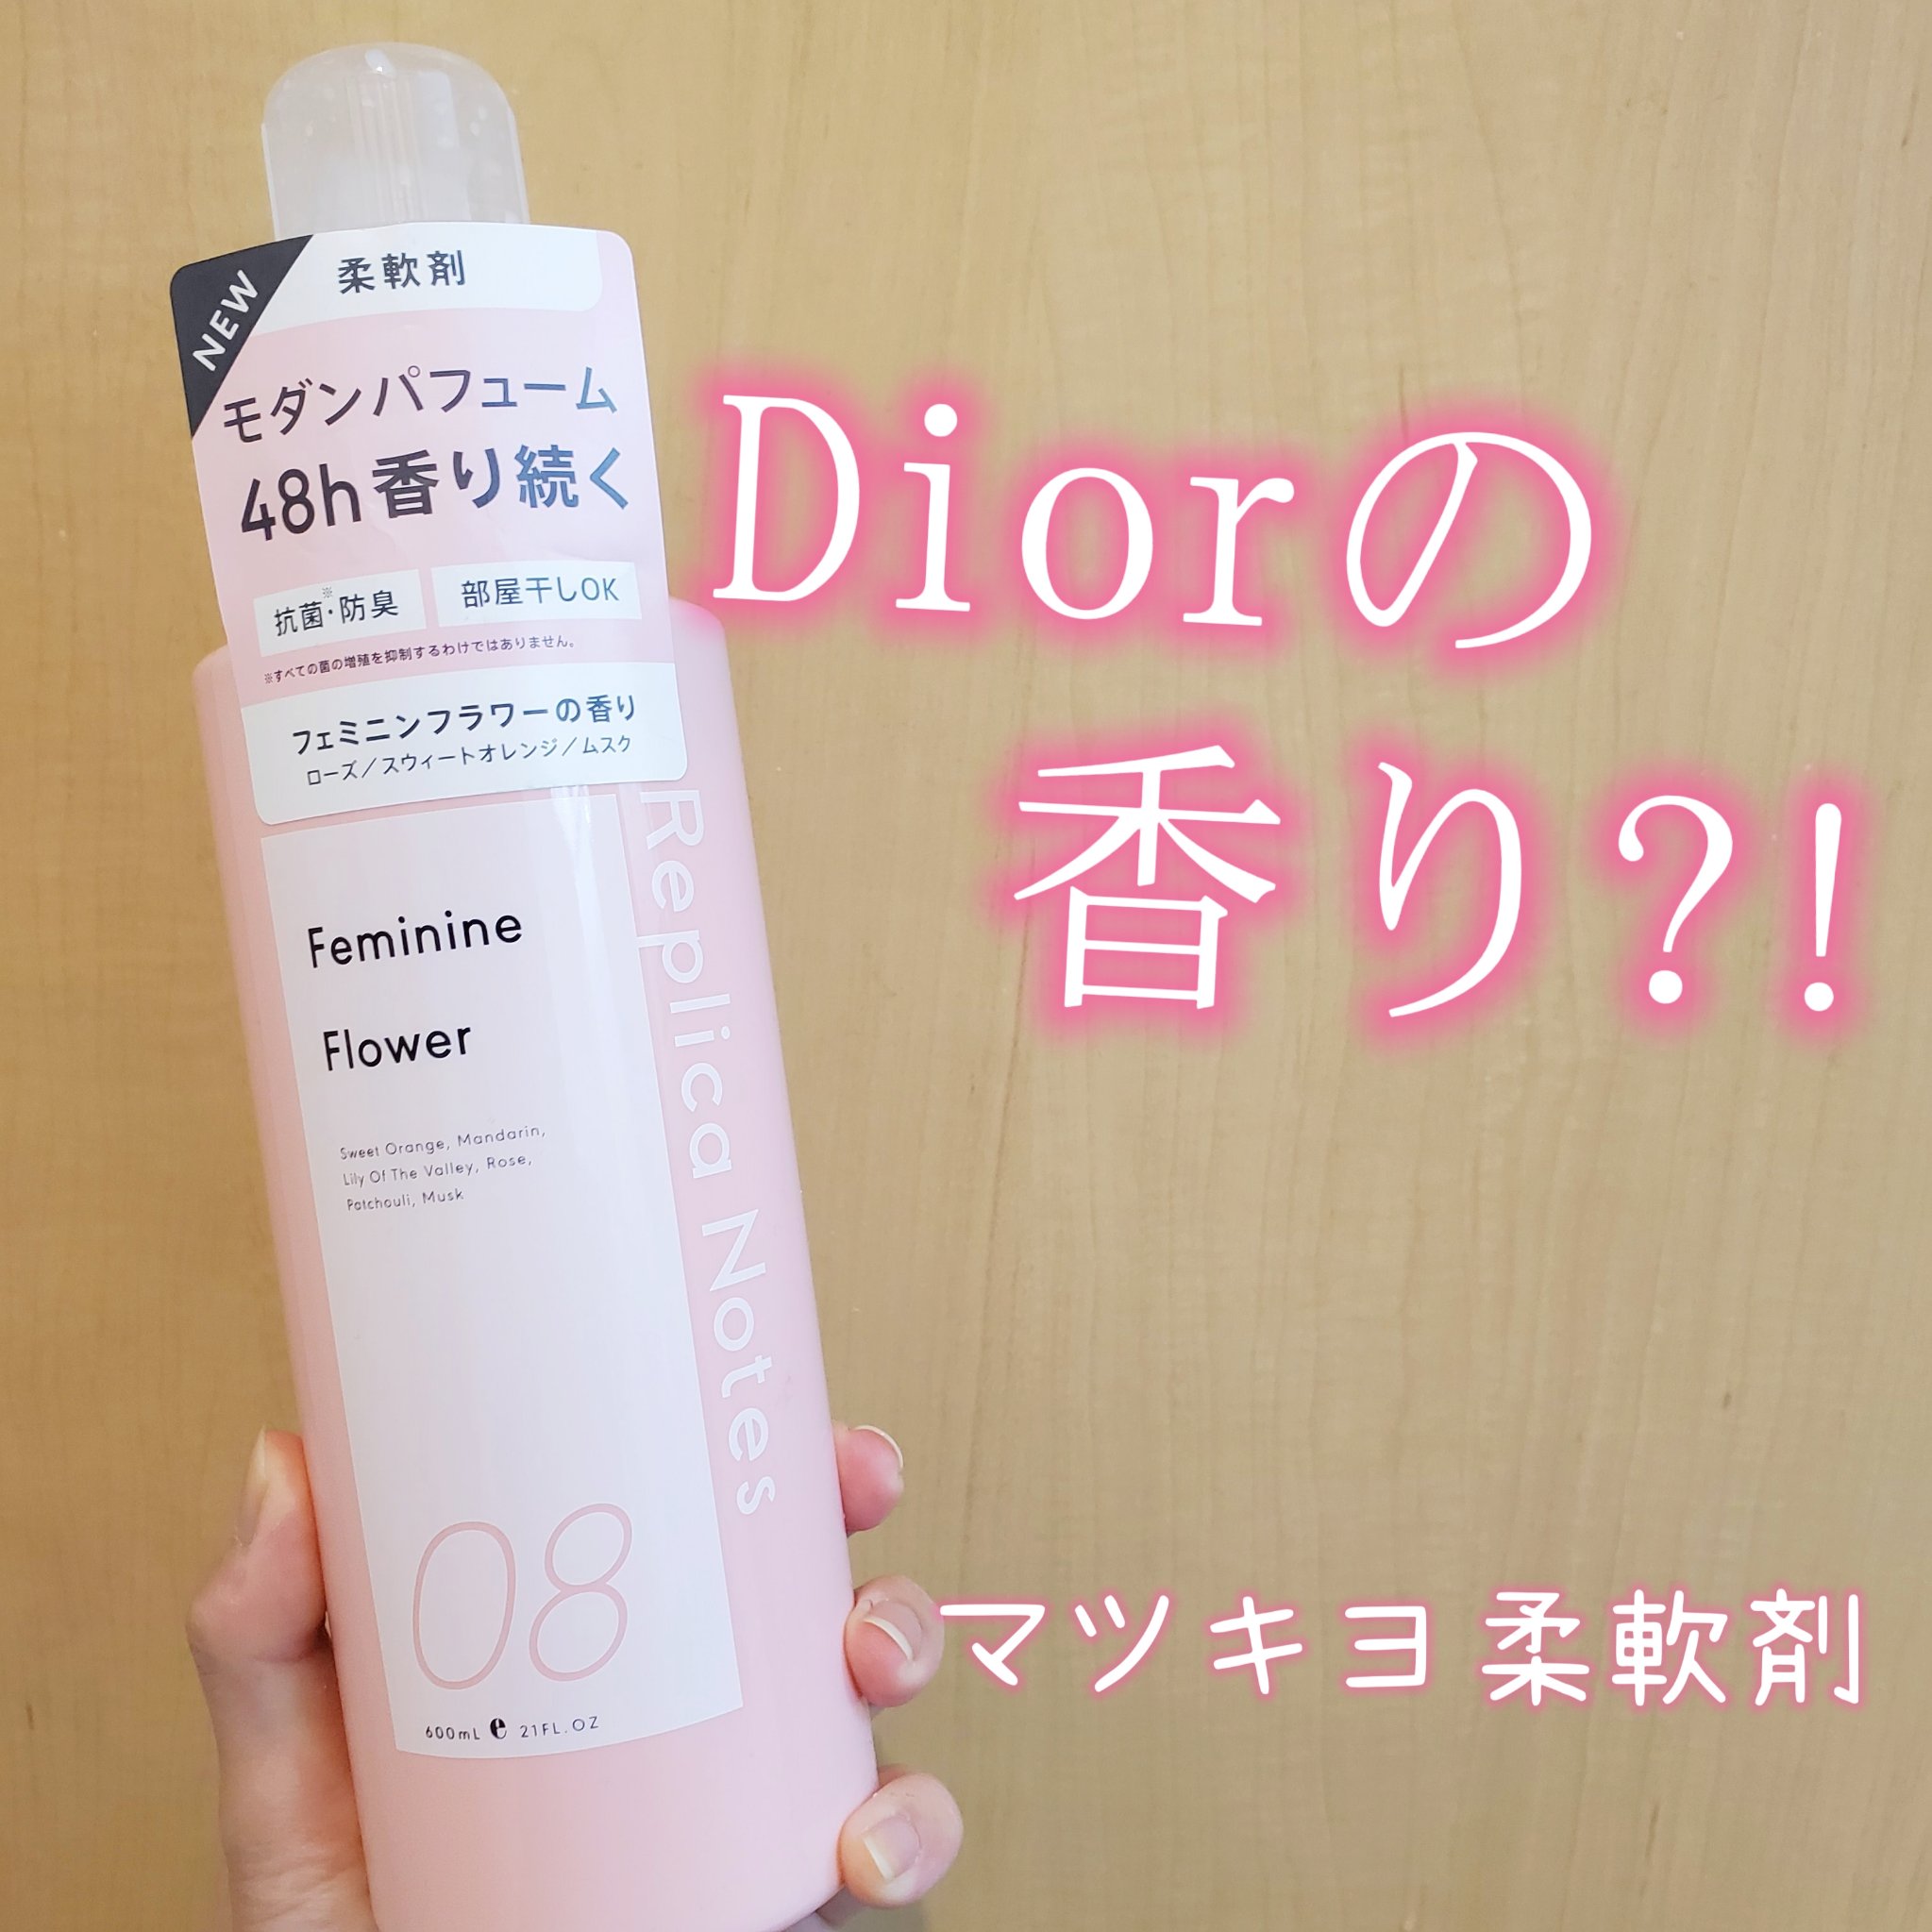 NEW
柔軟剤
モダンパフューム
48h香り続く
抗菌※・防臭
部屋干しOK
※すべての菌の増殖を抑制するわけではありません。
フェミニンフラワーの香り
ローズ／スウィートオレンジ／ムスク
Feminine
Flower
Sweet Orange, Mandarin,
Lily Of The Valley, Rose,
Patchouli, Musk
08
600mL e 21FL.OZ
Replica Notes
Diorの
香り?!
マツキヨ柔軟剤